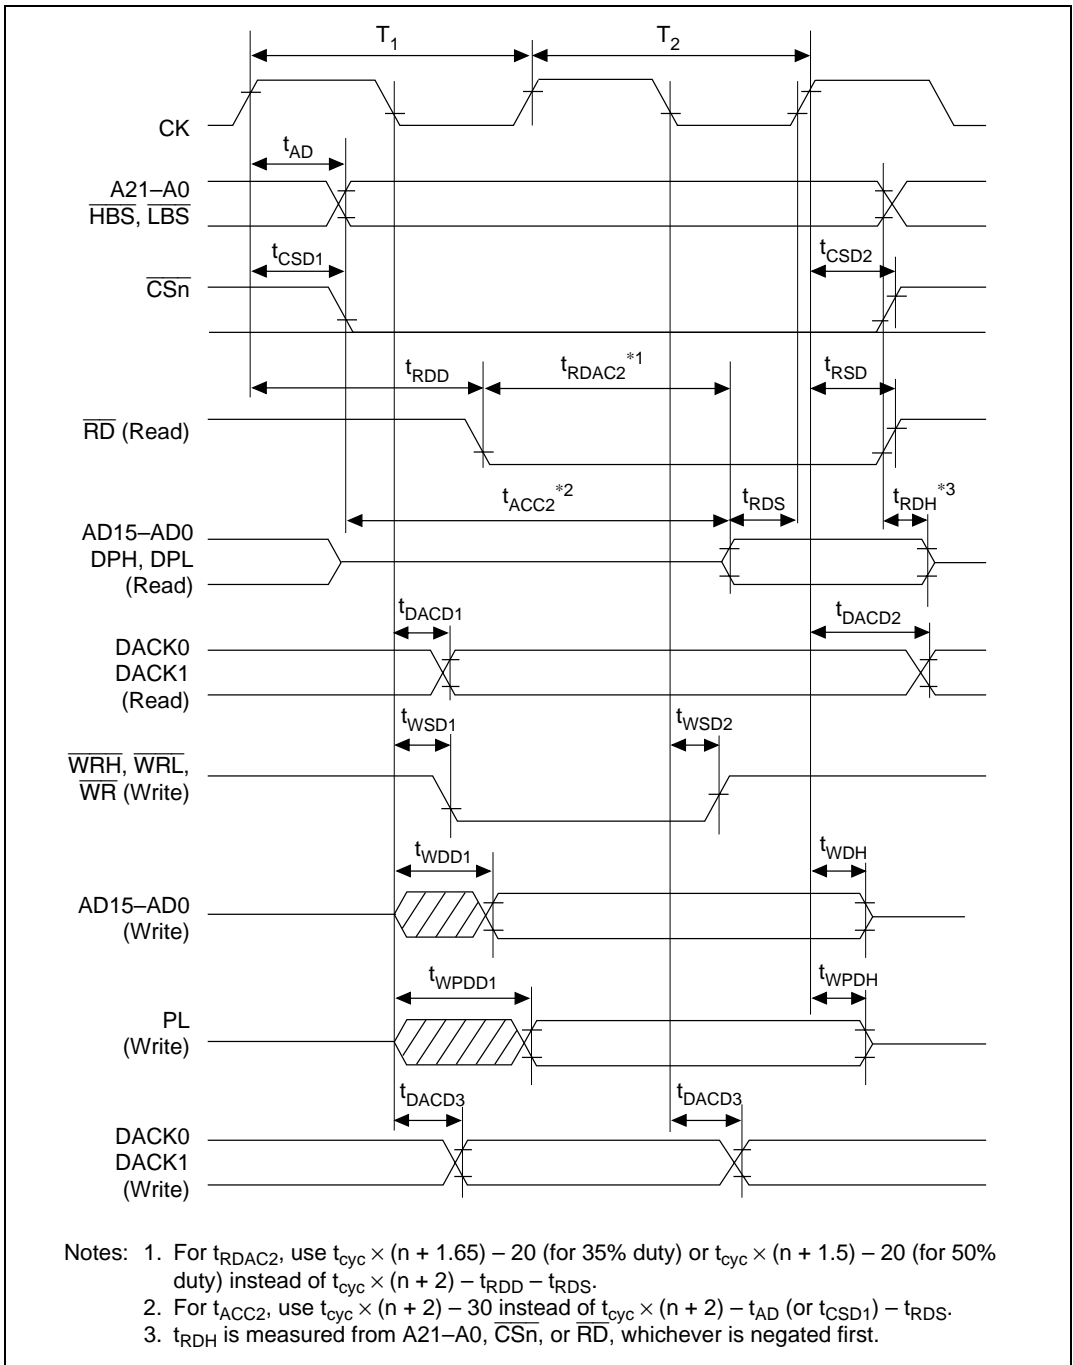 T1 T2
CK
tAD
A21–A0
HBS, LBS
tCSD1 tCSD2
CSn
tRDD tRDAC2*1 tRSD
RD (Read)
tACC2*2 tRDS tRDH*3
AD15–AD0
DPH, DPL
(Read)
tDACD1 tDACD2
DACK0
DACK1
(Read)
tWSD1 tWSD2
WRH, WRL,
WR (Write)
tWDD1 tWDH
AD15–AD0
(Write)
tWPDD1 tWPDH
PL
(Write)
tDACD3 tDACD3
DACK0
DACK1
(Write)
Notes: 1. For tRDAC2, use tcyc × (n + 1.65) – 20 (for 35% duty) or tcyc × (n + 1.5) – 20 (for 50%
duty) instead of tcyc × (n + 2) – tRDD – tRDS.
2. For tACC2, use tcyc × (n + 2) – 30 instead of tcyc × (n + 2) – tAD (or tCSD1) – tRDS.
3. tRDH is measured from A21–A0, CSn, or RD, whichever is negated first.